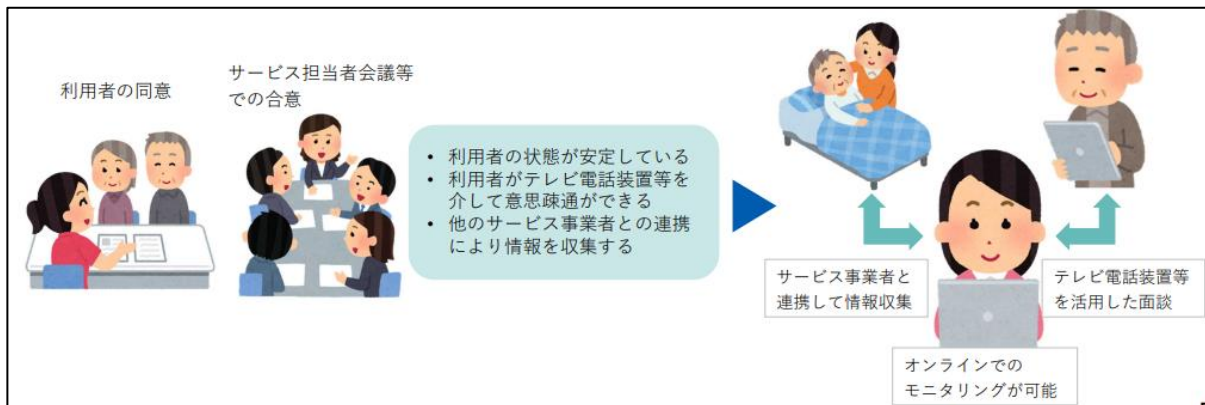 利用者の同意
サービス担当者会議等
での合意
• 利用者の状態が安定している
• 利用者がテレビ電話装置等を
介して意思疎通ができる
• 他のサービス事業者との連携
により情報を収集する
サービス事業者と
連携して情報収集
テレビ電話装置等
を活用した面談
オンラインでの
モニタリングが可能